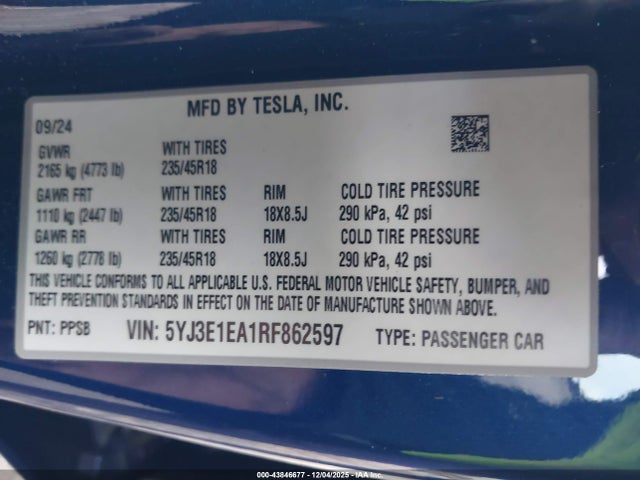 MFD BY TESLA, INC.
09/24
GVWR WITH TIRES
2165 kg (4773 lb) 235/45R18
GAWR FRT WITH TIRES RIM COLD TIRE PRESSURE
1110 kg (2447 lb) 235/45R18 18X8.5J 290 kPa, 42 psi
GAWR RR WITH TIRES RIM COLD TIRE PRESSURE
1260 kg (2778 lb) 235/45R18 18X8.5J 290 kPa, 42 psi
THIS VEHICLE CONFORMS TO ALL APPLICABLE U.S. FEDERAL MOTOR VEHICLE SAFETY, BUMPER, AND
THEFT PREVENTION STANDARDS IN EFFECT ON THE DATE OF MANUFACTURE SHOWN ABOVE.
PNT: PPSB VIN: 5YJ3E1EA1RF862597 TYPE: PASSENGER CAR
000-43846677 - 12/04/2025 - IAA Inc.